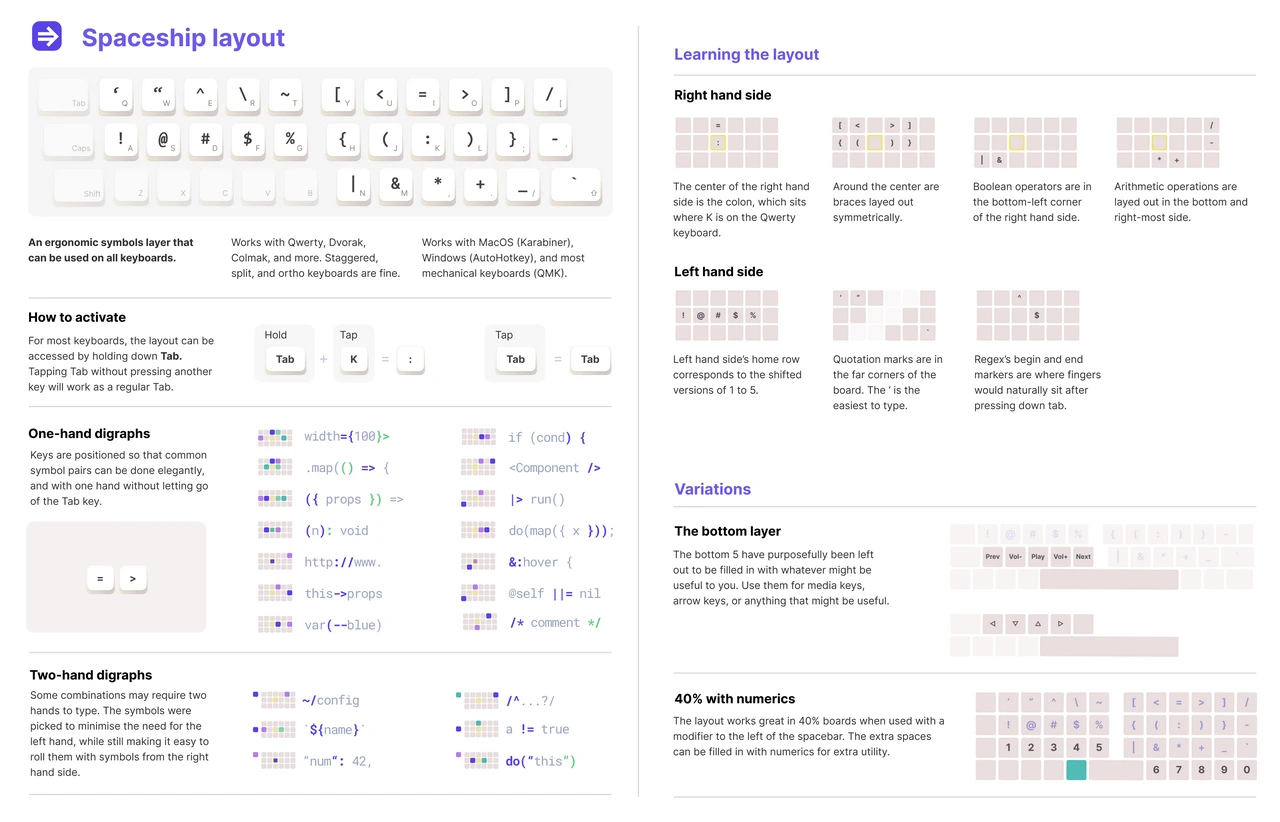 Spaceship layout
Tab ‘ Q “ W ^ E \ R ~ T [ Y < U = I > O ] P / [
Caps ! A @ S # D $ F % G { H ( J : K ) L } ; - '
Shift Z X C V B | N & M * , + . _ / ` ⇧
An ergonomic symbols layer that
can be used on all keyboards.
Works with Qwerty, Dvorak,
Colmak, and more. Staggered,
split, and ortho keyboards are fine.
Works with MacOS (Karabiner),
Windows (AutoHotkey), and most
mechanical keyboards (QMK).
How to activate
For most keyboards, the layout can be
accessed by holding down Tab.
Tapping Tab without pressing another
key will work as a regular Tab.
Hold Tap Tap
Tab + K = : Tab = Tab
One-hand digraphs
Keys are positioned so that common
symbol pairs can be done elegantly,
and with one hand without letting go
of the Tab key.
= >
width={100}>
.map(() => {
({ props }) =>
(n): void
http://www.
this->props
var(--blue)
if (cond) {
<Component />
|> run()
do(map({ x }));
&:hover {
@self ||= nil
/* comment */
Two-hand digraphs
Some combinations may require two
hands to type. The symbols were
picked to minimise the need for the
left hand, while still making it easy to
roll them with symbols from the right
hand side.
~/config
`${name}`
“num“: 42,
/^...?/
a != true
do(“this”)
Learning the layout
Right hand side
=
:
[ < > ]
{ ( ) }
| &
/
-
* +
The center of the right hand
side is the colon, which sits
where K is on the Qwerty
keyboard.
Around the center are
braces layed out
symmetrically.
Boolean operators are in
the bottom-left corner
of the right hand side.
Arithmetic operations are
layed out in the bottom and
right-most side.
Left hand side
! @ # $ %
‘ “
`
^
$
Left hand side’s home row
corresponds to the shifted
versions of 1 to 5.
Quotation marks are in
the far corners of the
board. The ‘ is the
easiest to type.
Regex’s begin and end
markers are where fingers
would naturally sit after
pressing down tab.
Variations
The bottom layer
The bottom 5 have purposefully been left
out to be filled in with whatever might be
useful to you. Use them for media keys,
arrow keys, or anything that might be useful.
! @ # $ % { ( : ) } -
Prev Vol- Play Vol+ Next | & * + _ `
◁ ▽ △ ▷
40% with numerics
The layout works great in 40% boards when used with a
modifier to the left of the spacebar. The extra spaces
can be filled in with numerics for extra utility.
‘ “ ^ \ ~ [ < = > ] /
! @ # $ % { ( : ) } -
1 2 3 4 5 | & * + _ `
6 7 8 9 0